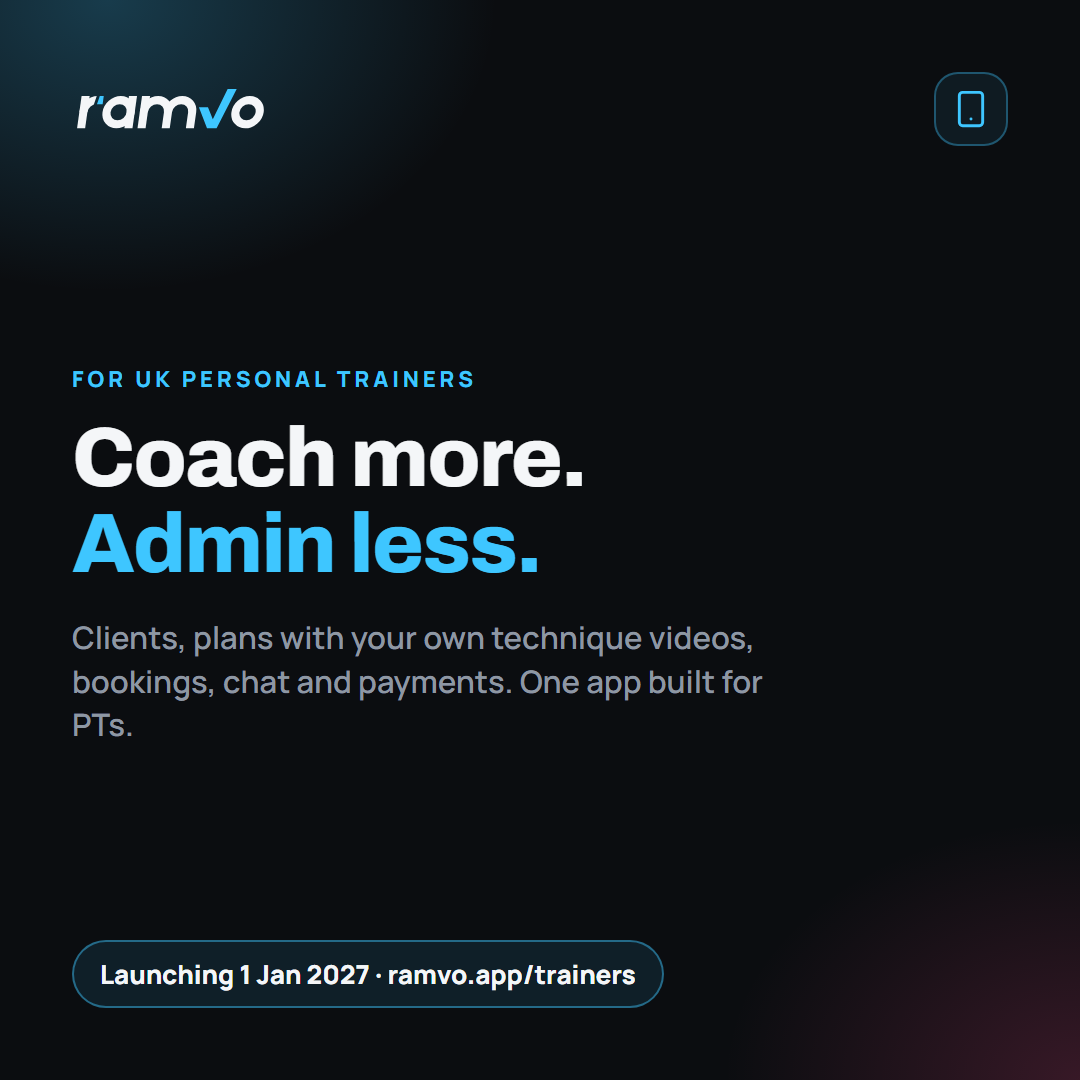 ramvo
FOR UK PERSONAL TRAINERS
Coach more.
Admin less.
Clients, plans with your own technique videos,
bookings, chat and payments. One app built for
PTs.
Launching 1 Jan 2027 · ramvo.app/trainers